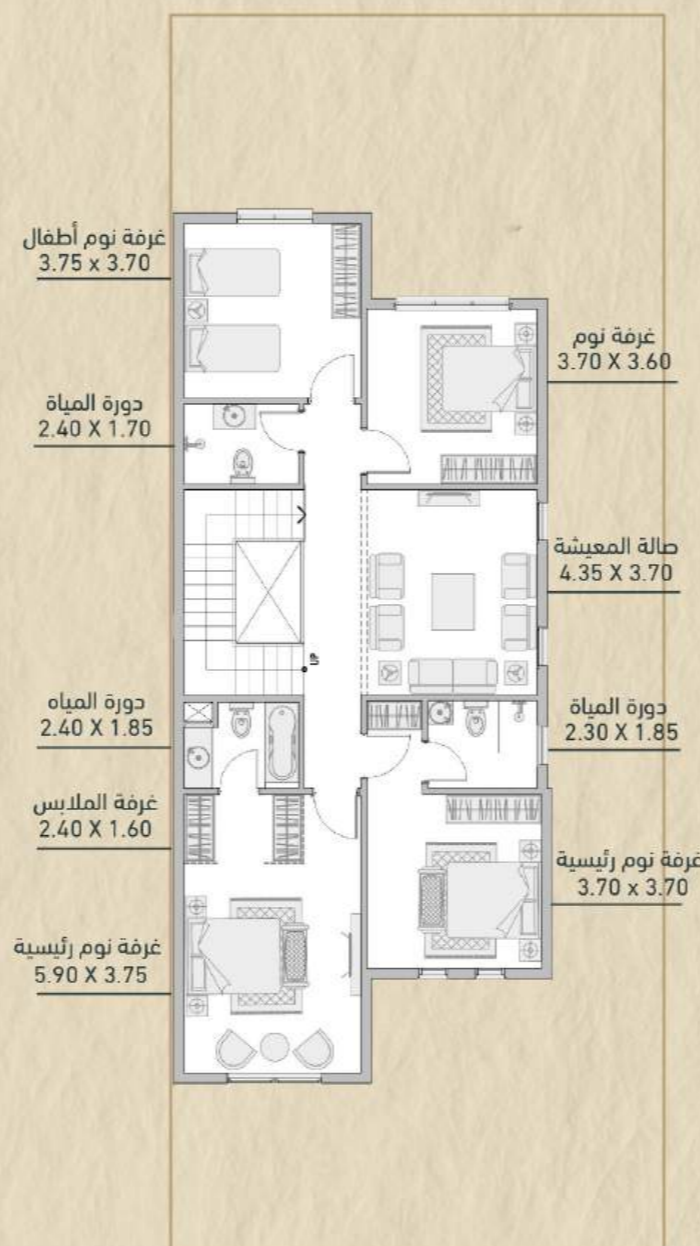 غرفة نوم أطفال
3.75 x 3.70
غرفة نوم
3.70 X 3.60
دورة المياة
2.40 X 1.70
صالة المعيشة
4.35 X 3.70
UP
دورة المياه
2.40 X 1.85
دورة المياة
2.30 X 1.85
غرفة الملابس
2.40 X 1.60
غرفة نوم رئيسية
3.70 x 3.70
غرفة نوم رئيسية
5.90 X 3.75